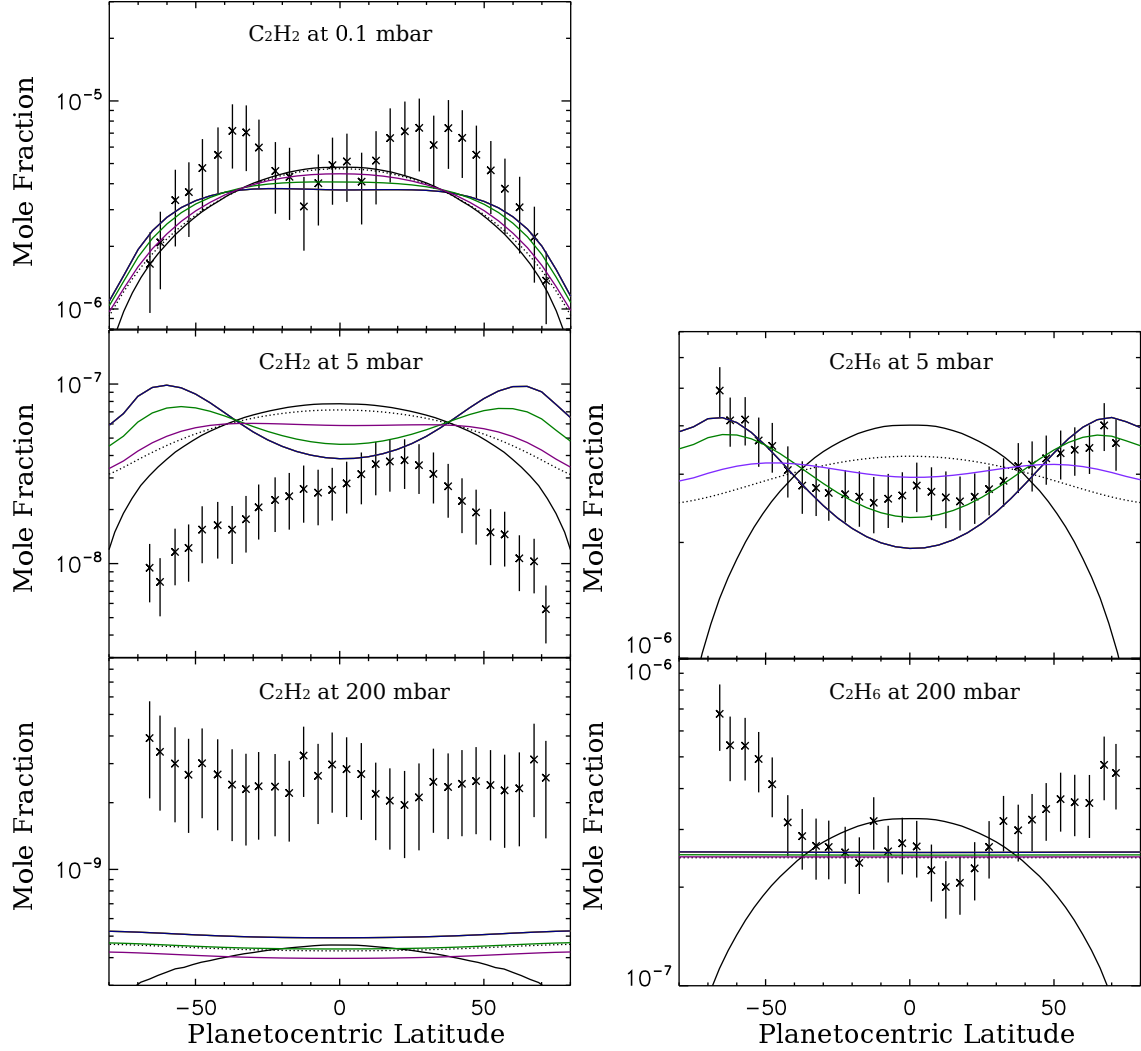 C₂H₂ at 0.1 mbar
Mole Fraction
10⁻⁵
10⁻⁶
C₂H₂ at 5 mbar
Mole Fraction
10⁻⁷
10⁻⁸
C₂H₆ at 5 mbar
Mole Fraction
10⁻⁶
C₂H₂ at 200 mbar
Mole Fraction
10⁻⁹
−50 0 50
Planetocentric Latitude
C₂H₆ at 200 mbar
Mole Fraction
10⁻⁶
10⁻⁷
−50 0 50
Planetocentric Latitude